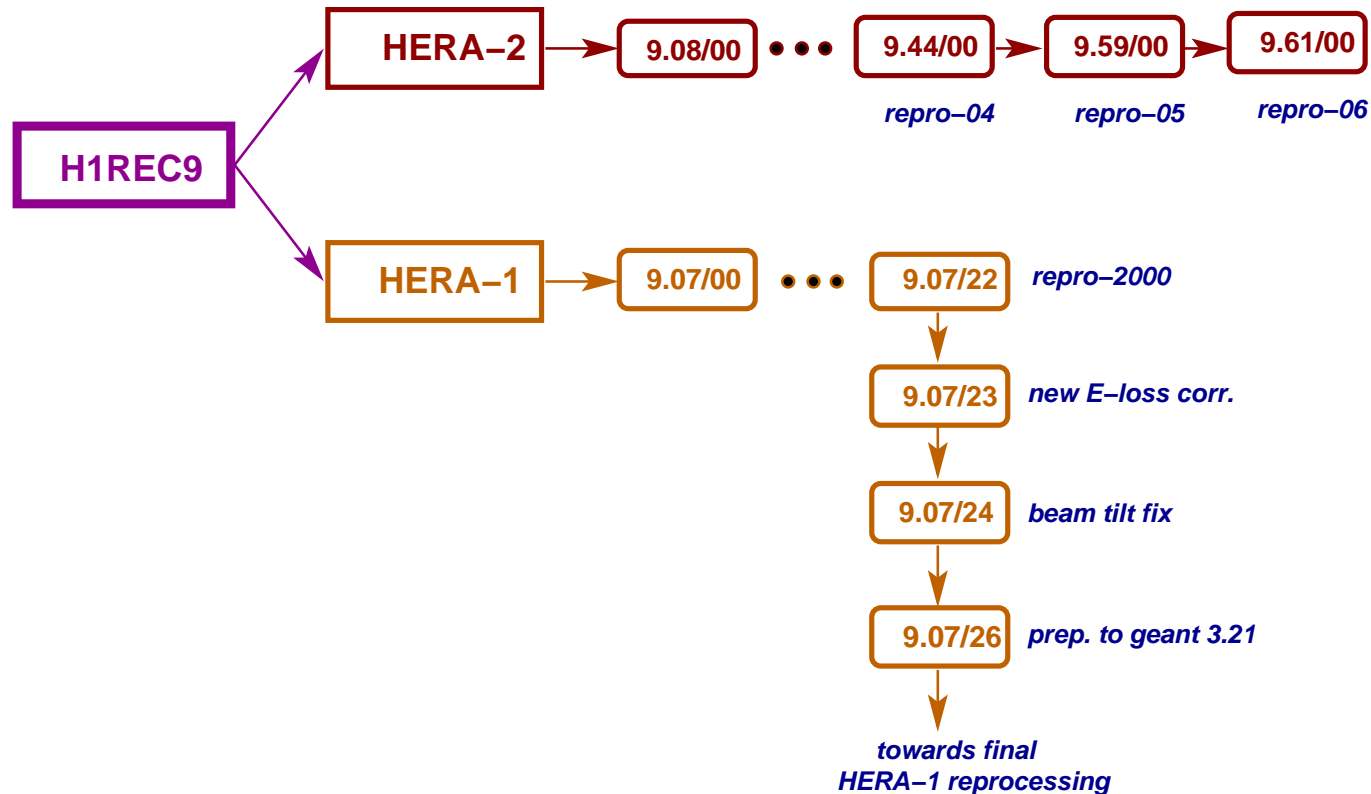 HERA–2
9.08/00
9.44/00
9.59/00
9.61/00
repro–04
repro–05
repro–06
H1REC9
HERA–1
9.07/00
9.07/22
repro–2000
9.07/23
new E–loss corr.
9.07/24
beam tilt fix
9.07/26
prep. to geant 3.21
towards final
HERA–1 reprocessing